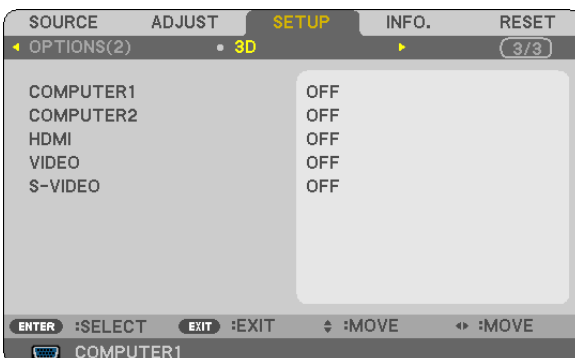 SOURCE ADJUST SETUP INFO. RESET
OPTIONS(2) 3D 3/3
COMPUTER1 OFF
COMPUTER2 OFF
HDMI OFF
VIDEO OFF
S-VIDEO OFF
ENTER :SELECT EXIT :EXIT :MOVE :MOVE
COMPUTER1